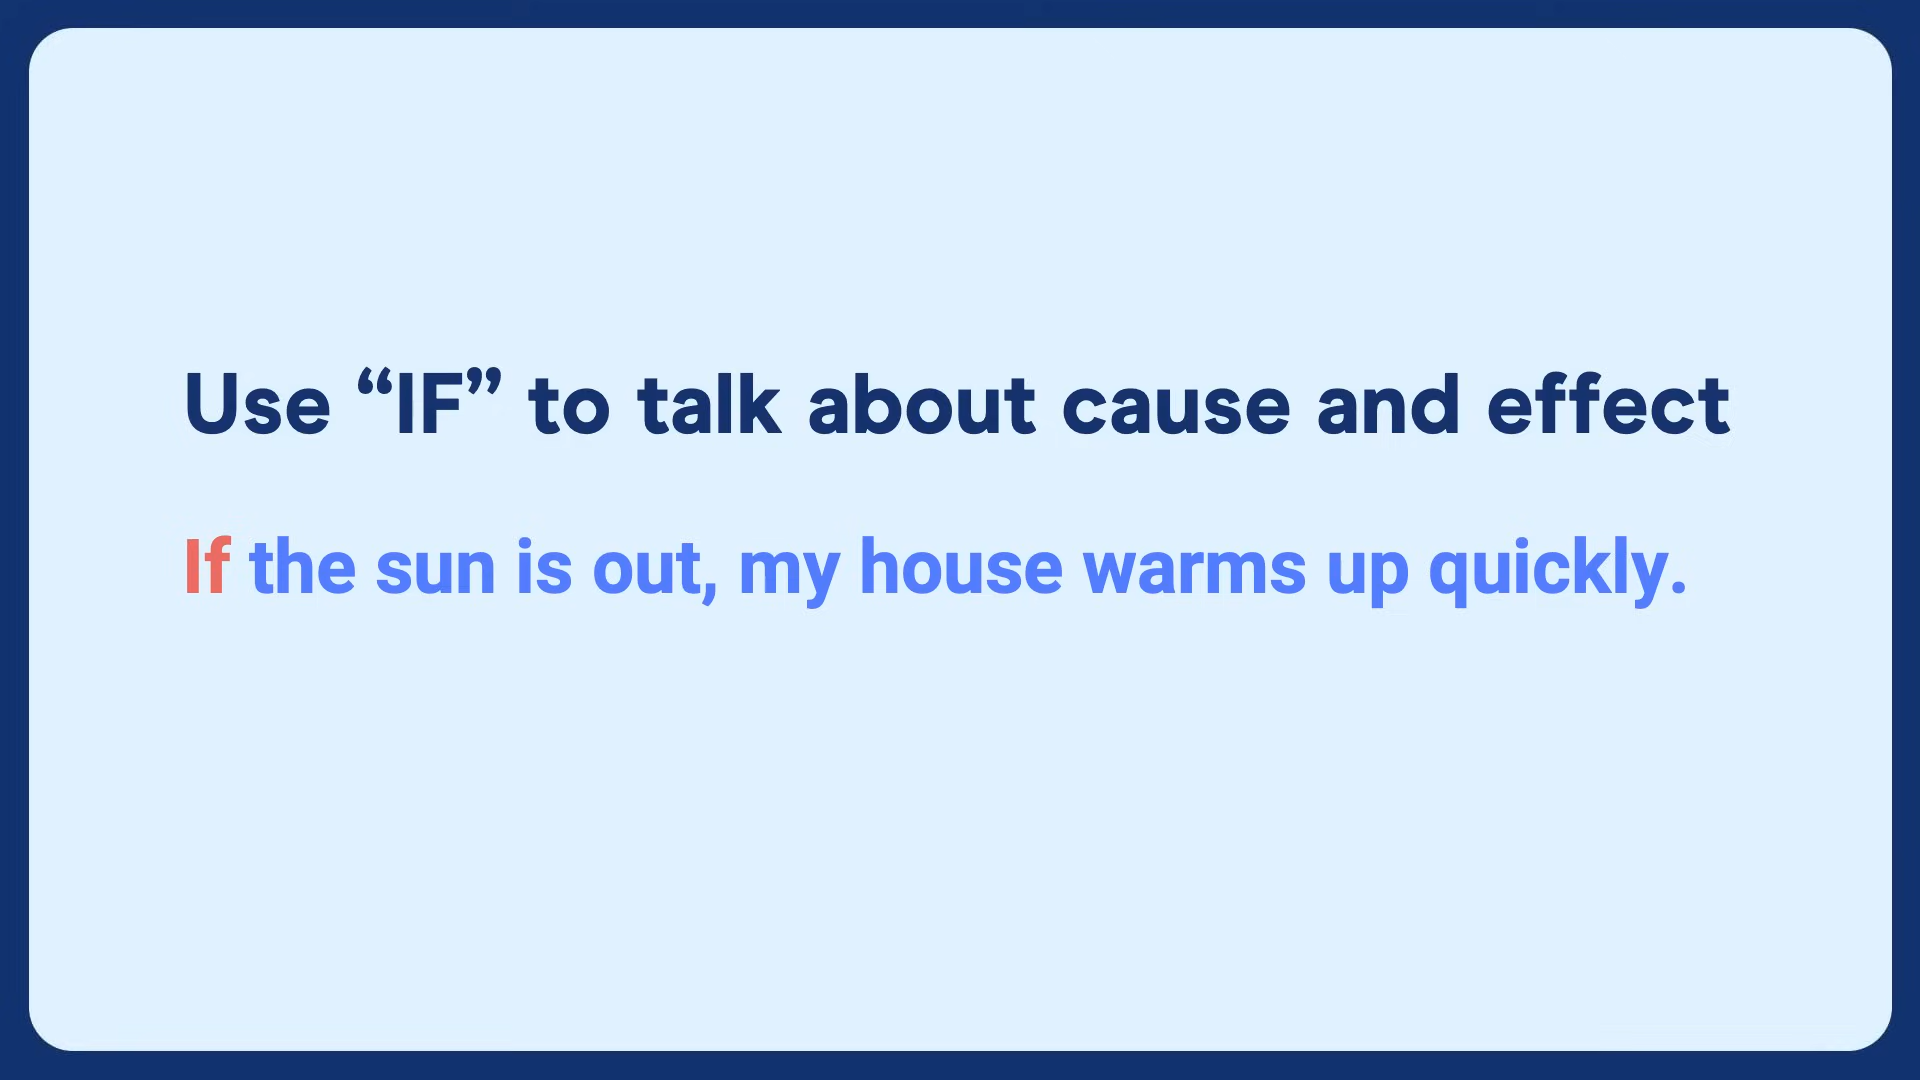 Use “IF” to talk about cause and effect
If the sun is out, my house warms up quickly.